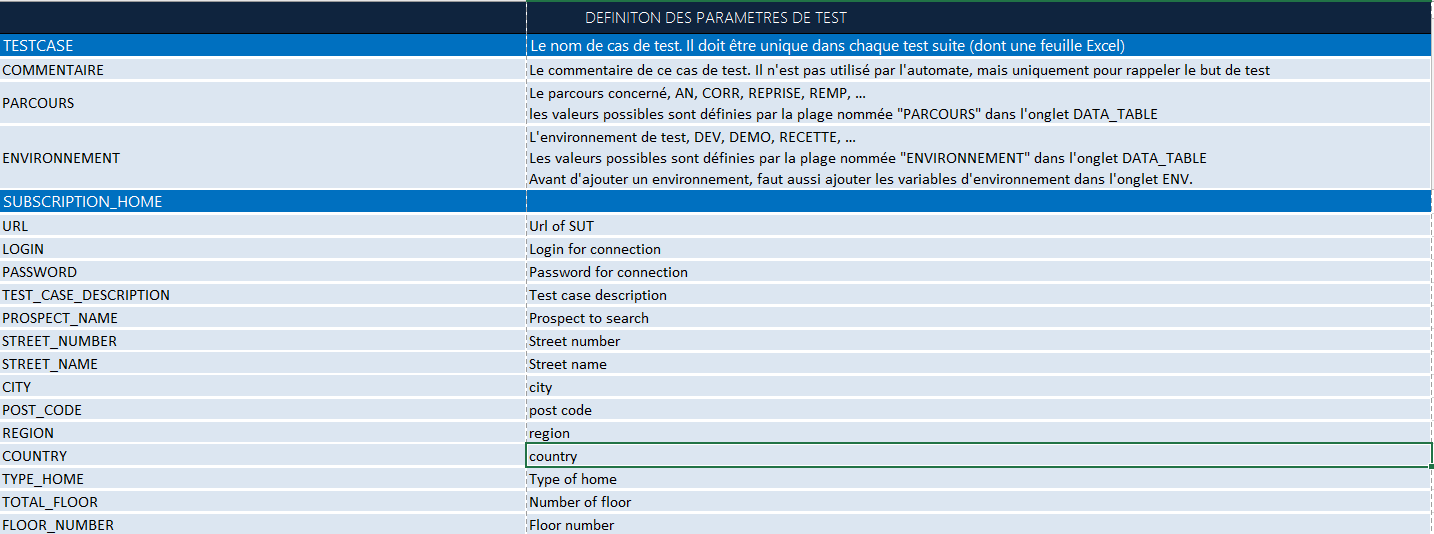 DEFINITON DES PARAMETRES DE TEST
TESTCASE Le nom de cas de test. Il doit être unique dans chaque test suite (dont une feuille Excel)
COMMENTAIRE Le commentaire de ce cas de test. Il n'est pas utilisé par l'automate, mais uniquement pour rappeler le but de test
PARCOURS Le parcours concerné, AN, CORR, REPRISE, REMP, ...
les valeurs possibles sont définies par la plage nommée "PARCOURS" dans l'onglet DATA_TABLE
ENVIRONNEMENT L'environnement de test, DEV, DEMO, RECETTE, ...
Les valeurs possibles sont définies par la plage nommée "ENVIRONNEMENT" dans l'onglet DATA_TABLE
Avant d'ajouter un environnement, faut aussi ajouter les variables d'environnement dans l'onglet ENV.
SUBSCRIPTION_HOME
URL Url of SUT
LOGIN Login for connection
PASSWORD Password for connection
TEST_CASE_DESCRIPTION Test case description
PROSPECT_NAME Prospect to search
STREET_NUMBER Street number
STREET_NAME Street name
CITY city
POST_CODE post code
REGION region
COUNTRY country
TYPE_HOME Type of home
TOTAL_FLOOR Number of floor
FLOOR_NUMBER Floor number